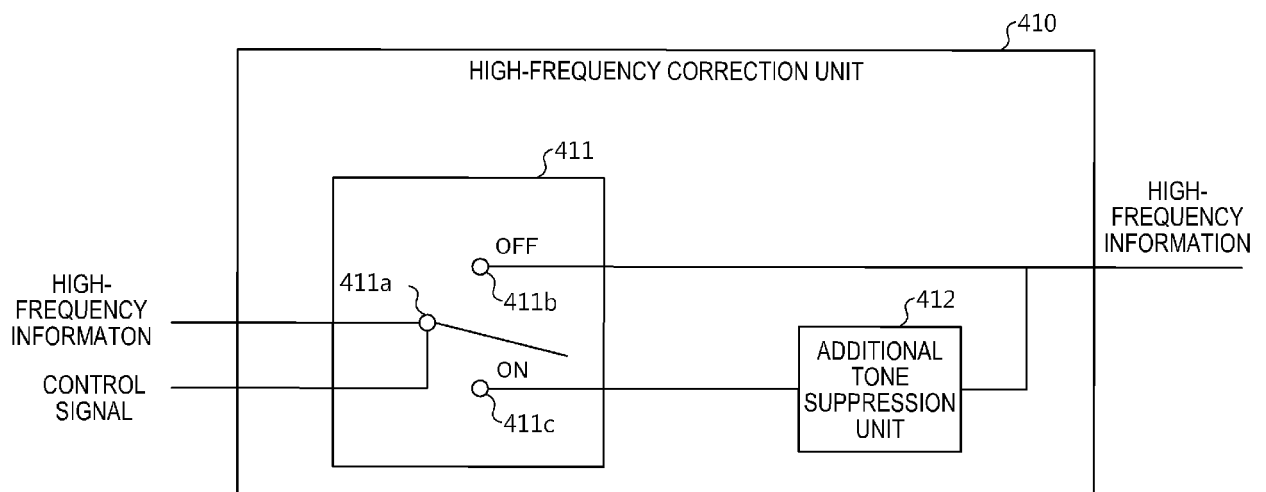 410
HIGH-FREQUENCY CORRECTION UNIT
411
HIGH-
FREQUENCY
INFORMATION
OFF
411a
411b
HIGH-
FREQUENCY
INFORMATON
412
ADDITIONAL
TONE
SUPPRESSION
UNIT
ON
CONTROL
SIGNAL
411c